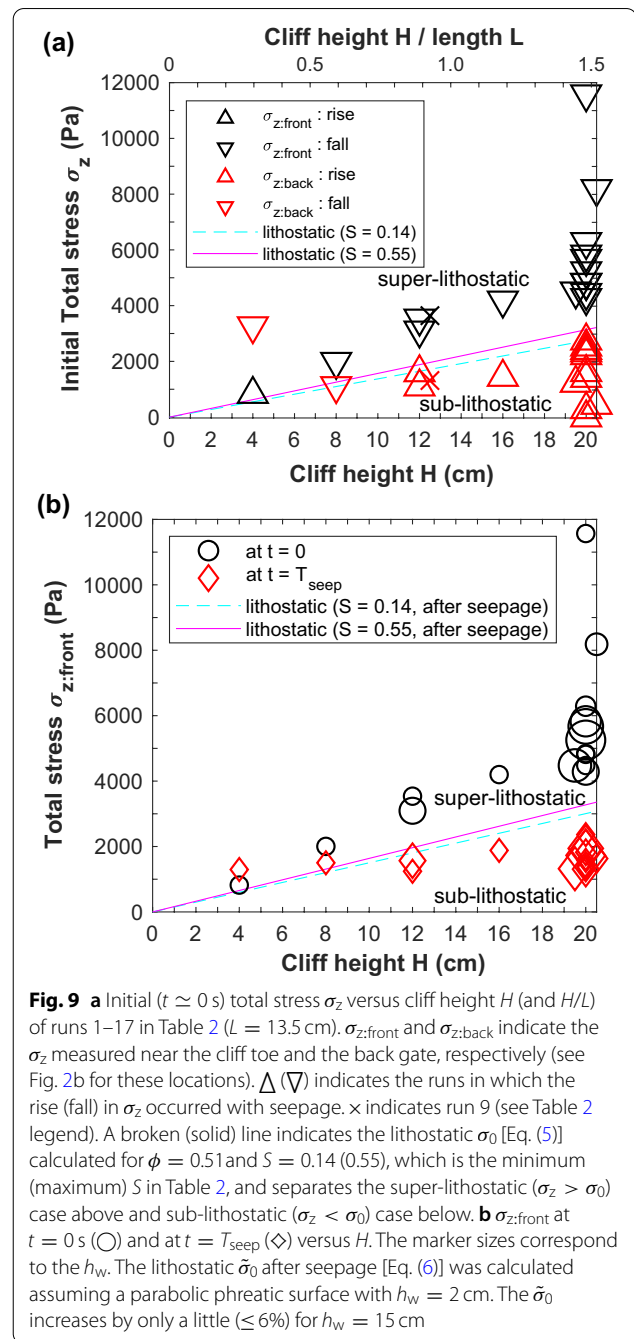 (a)
Cliff height H / length L
0 0.5 1 1.5
12000
10000
8000
6000
4000
2000
0
Initial Total stress σz (Pa)
σz:front : rise
σz:front : fall
σz:back : rise
σz:back : fall
lithostatic (S = 0.14)
lithostatic (S = 0.55)
super-lithostatic
sub-lithostatic
0 2 4 6 8 10 12 14 16 18 20
Cliff height H (cm)
(b)
12000
10000
8000
6000
4000
2000
0
Total stress σz:front (Pa)
at t = 0
at t = Tseep
lithostatic (S = 0.14, after seepage)
lithostatic (S = 0.55, after seepage)
super-lithostatic
sub-lithostatic
0 2 4 6 8 10 12 14 16 18 20
Cliff height H (cm)
Fig. 9 a Initial (t ≃ 0 s) total stress σz versus cliff height H (and H/L)
of runs 1–17 in Table 2 (L = 13.5 cm). σz:front and σz:back indicate the
σz measured near the cliff toe and the back gate, respectively (see
Fig. 2b for these locations). △ (▽) indicates the runs in which the
rise (fall) in σz occurred with seepage. × indicates run 9 (see Table 2
legend). A broken (solid) line indicates the lithostatic σ0 [Eq. (5)]
calculated for ϕ = 0.51 and S = 0.14 (0.55), which is the minimum
(maximum) S in Table 2, and separates the super-lithostatic (σz > σ0)
case above and sub-lithostatic (σz < σ0) case below. b σz:front at
t = 0 s (○) and at t = Tseep (◇) versus H. The marker sizes correspond
to the hw. The lithostatic σ̃0 after seepage [Eq. (6)] was calculated
assuming a parabolic phreatic surface with hw = 2 cm. The σ̃0
increases by only a little (≤ 6%) for hw = 15 cm